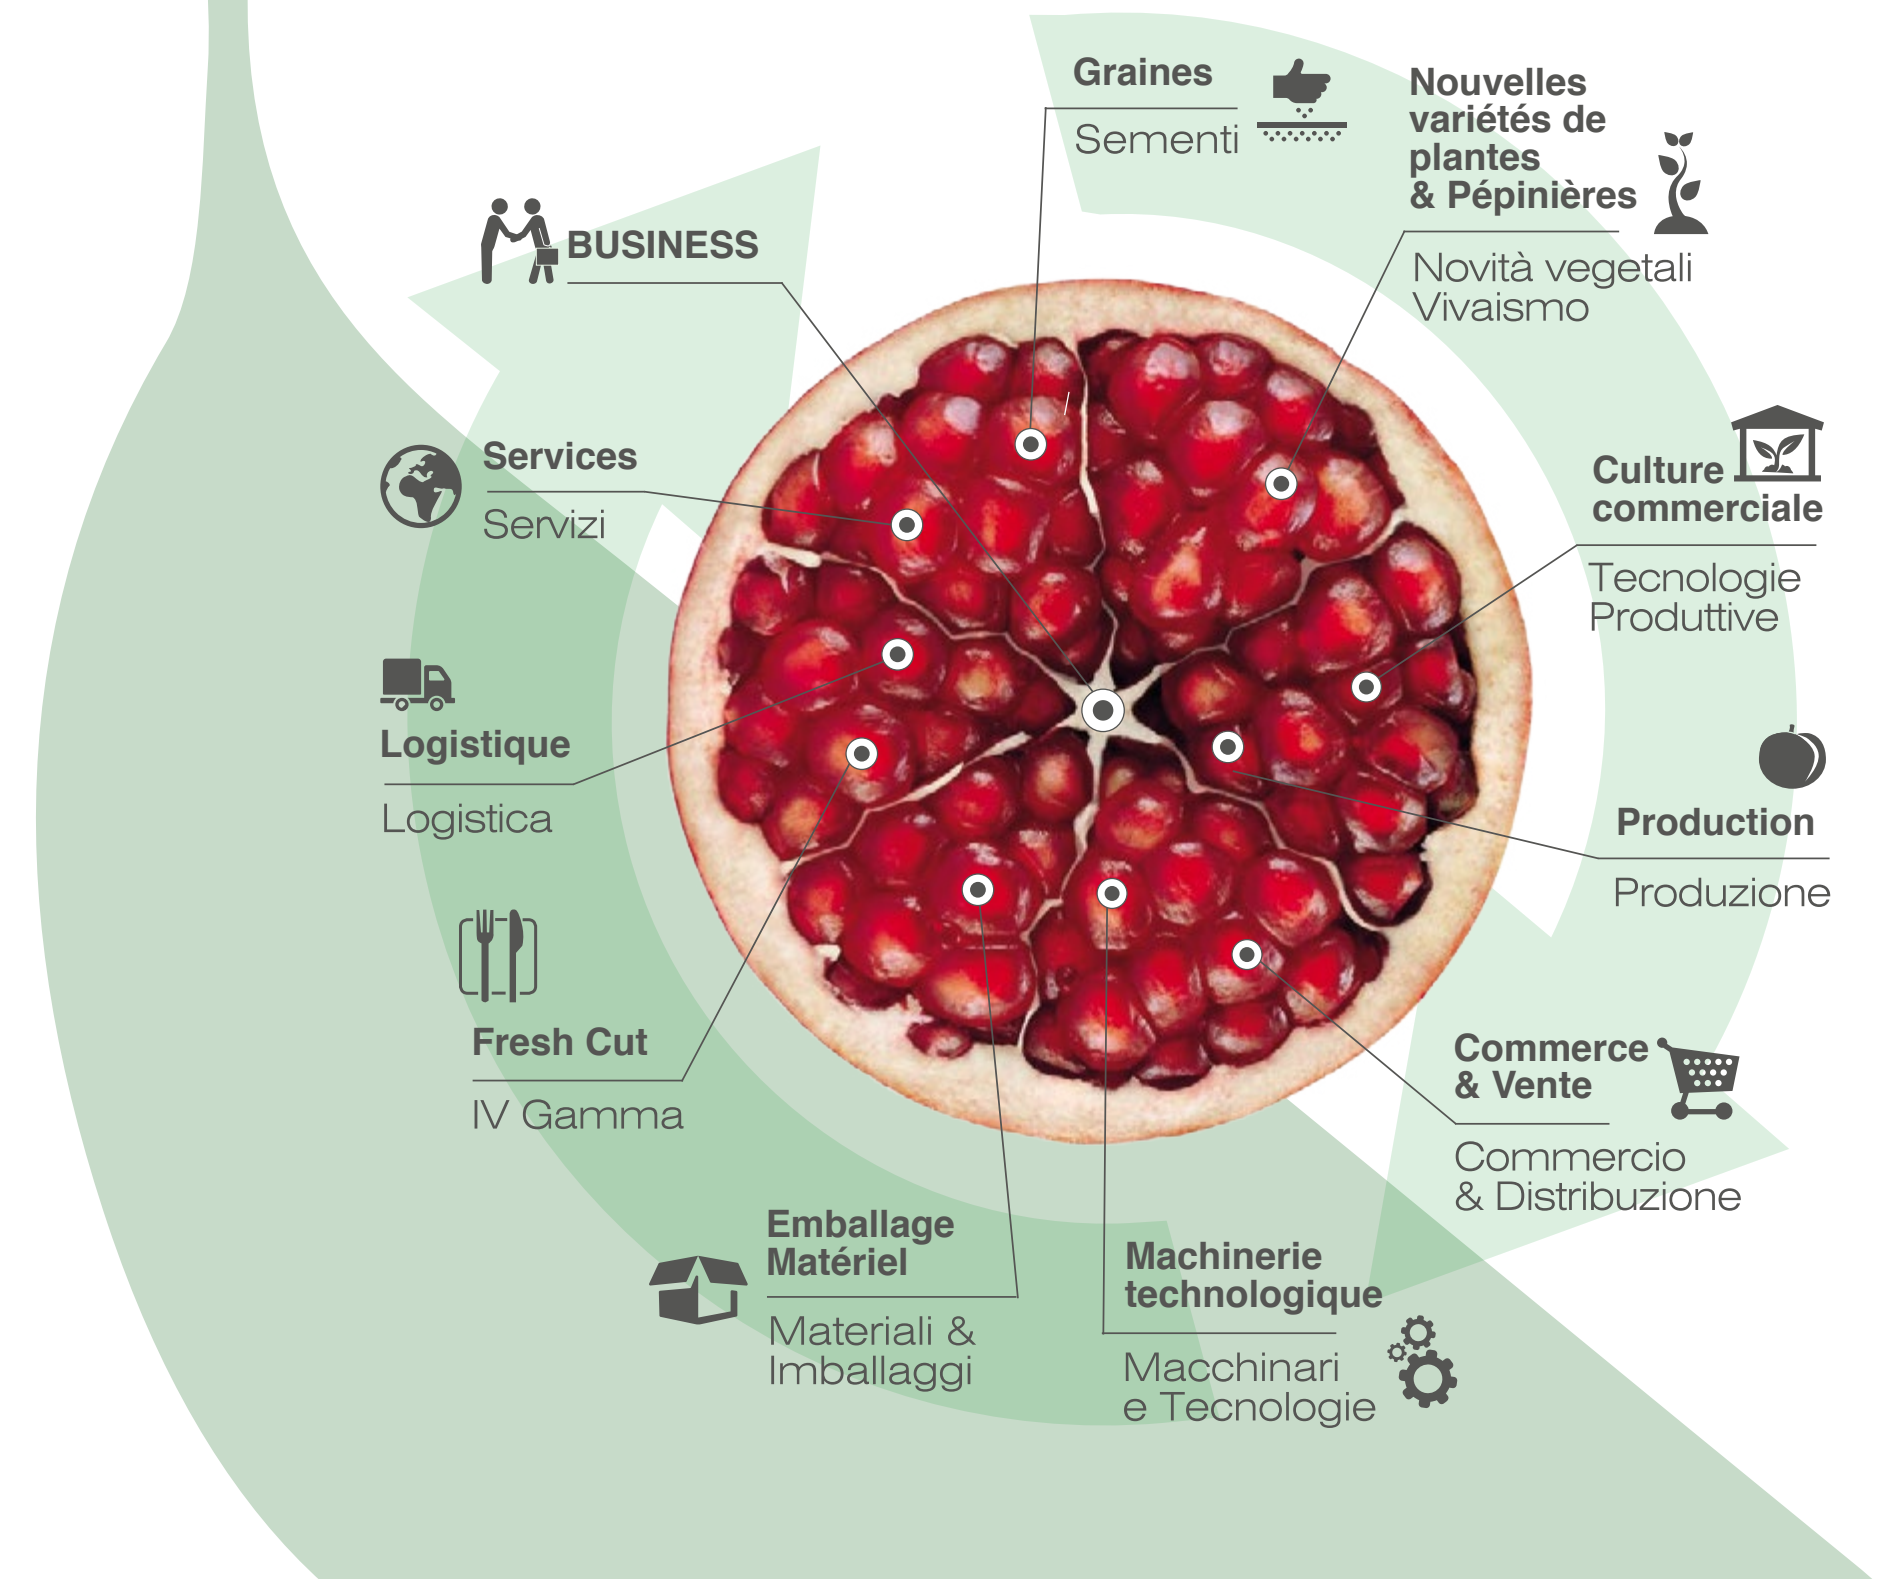 Graines
Sementi
Nouvelles
variétés de
plantes
& Pépinières
Novità vegetali
Vivaismo
BUSINESS
Services
Servizi
Culture
commerciale
Tecnologie
Produttive
Logistique
Logistica
Production
Produzione
Fresh Cut
IV Gamma
Commerce
& Vente
Commercio
& Distribuzione
Emballage
Matériel
Materiali &
Imballaggi
Machinerie
technologique
Macchinari
e Tecnologie